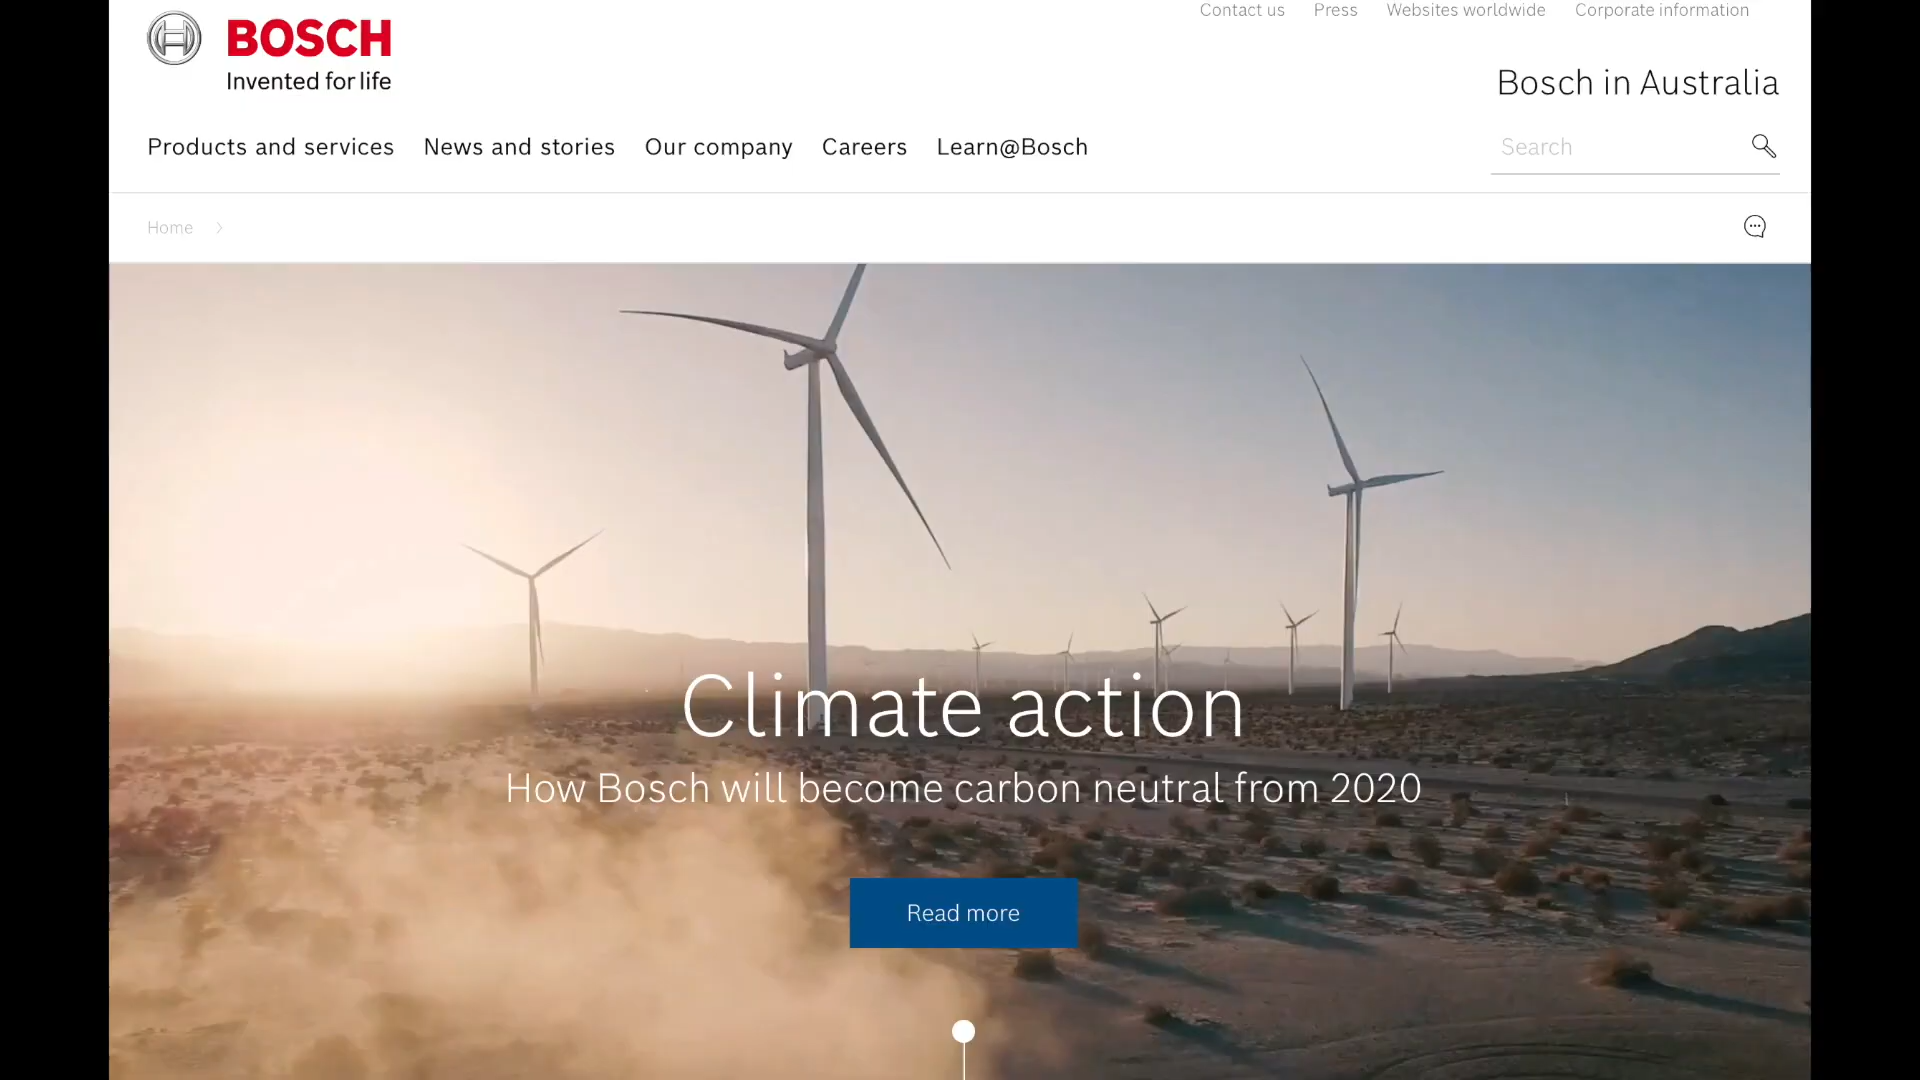 Contact us Press Websites worldwide Corporate information
BOSCH
Invented for life
Bosch in Australia
Products and services News and stories Our company Careers Learn@Bosch
Search
Home
Climate action
How Bosch will become carbon neutral from 2020
Read more